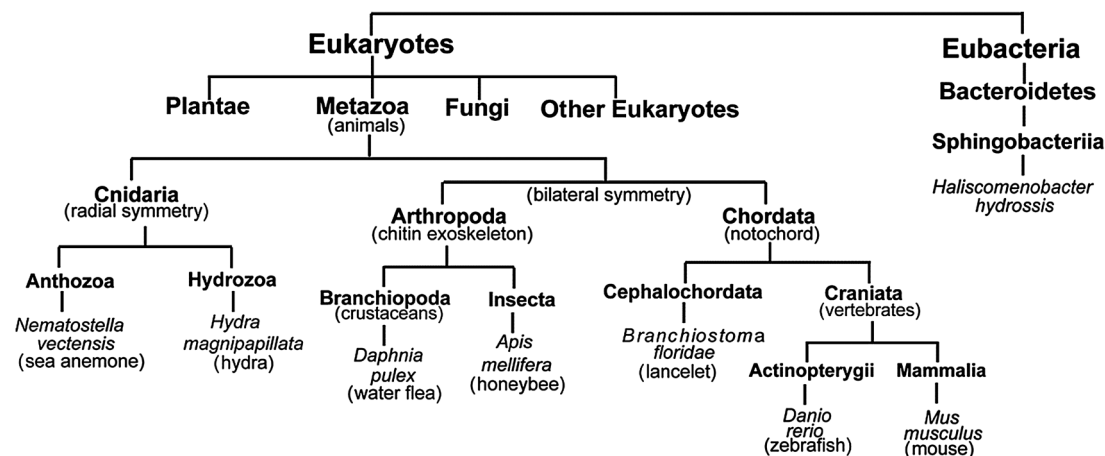 Eukaryotes
Eubacteria
Plantae
Metazoa
(animals)
Fungi
Other Eukaryotes
Bacteroidetes
Sphingobacteriia
Haliscomenobacter
hydrossis
Cnidaria
(radial symmetry)
(bilateral symmetry)
Arthropoda
(chitin exoskeleton)
Chordata
(notochord)
Anthozoa
Nematostella
vectensis
(sea anemone)
Hydrozoa
Hydra
magnipapillata
(hydra)
Branchiopoda
(crustaceans)
Daphnia
pulex
(water flea)
Insecta
Apis
mellifera
(honeybee)
Cephalochordata
Branchiostoma
floridae
(lancelet)
Craniata
(vertebrates)
Actinopterygii
Danio
rerio
(zebrafish)
Mammalia
Mus
musculus
(mouse)